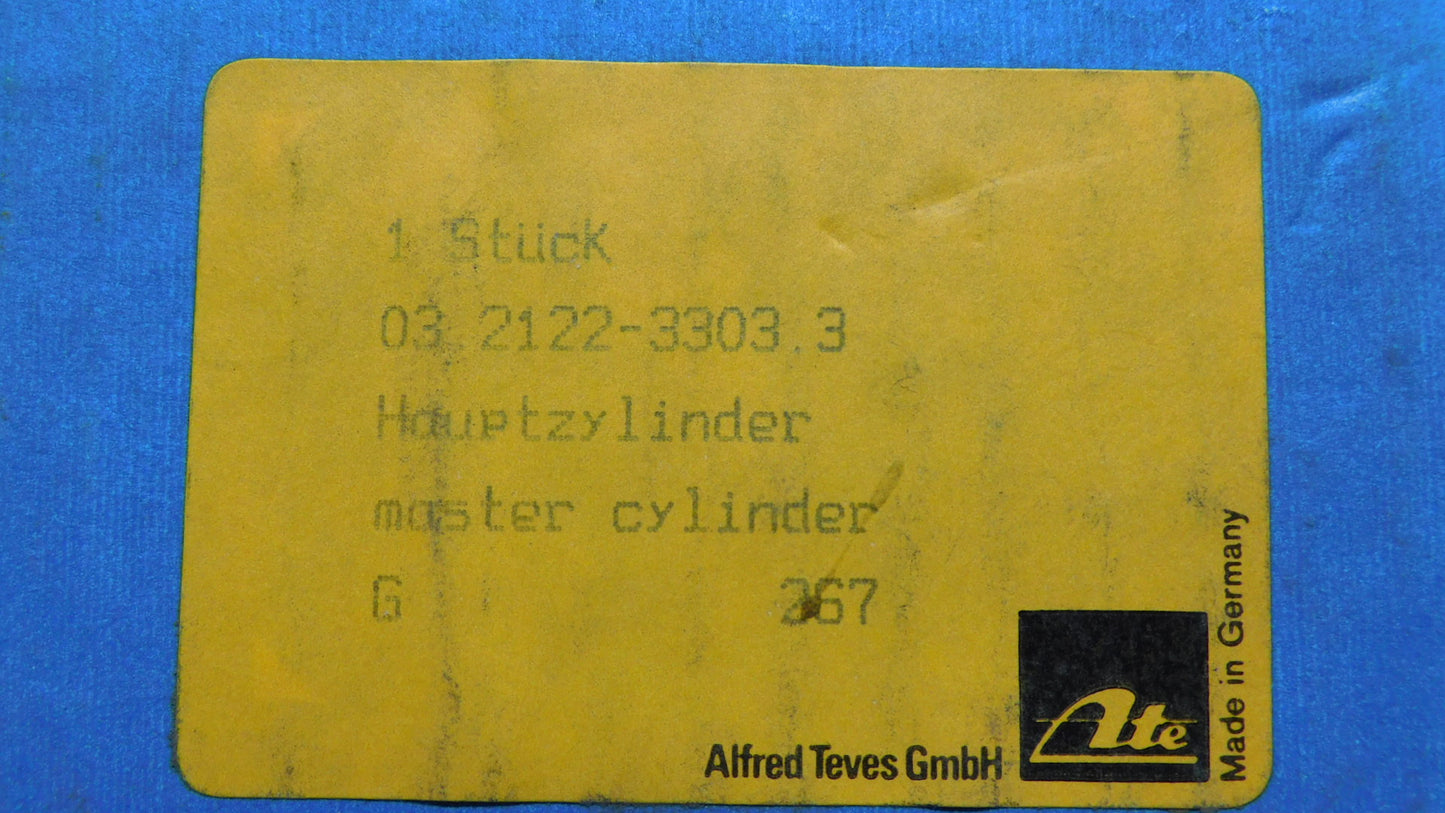 1 Stück
03.2122-3303.3
Hauptzylinder
master cylinder
G 267
Alfred Teves GmbH
Ate
Made in Germany